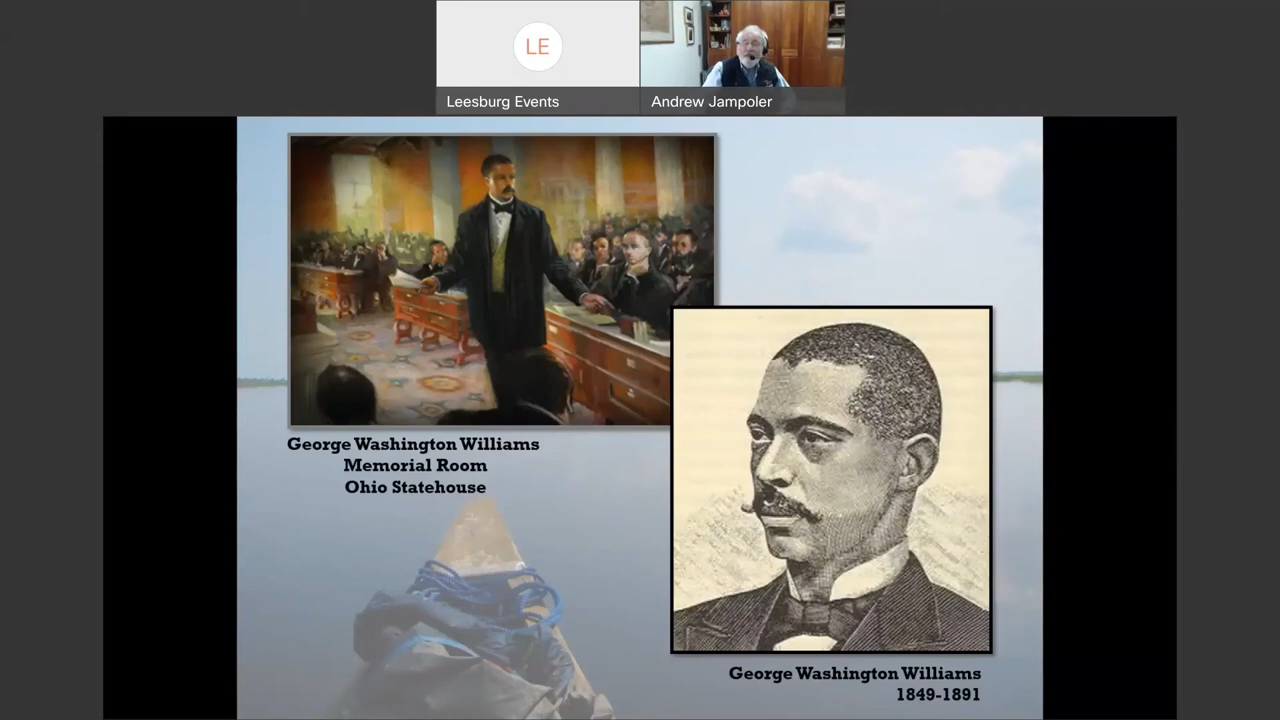 LE
Leesburg Events
Andrew Jampoler
George Washington Williams
Memorial Room
Ohio Statehouse
George Washington Williams
1849-1891